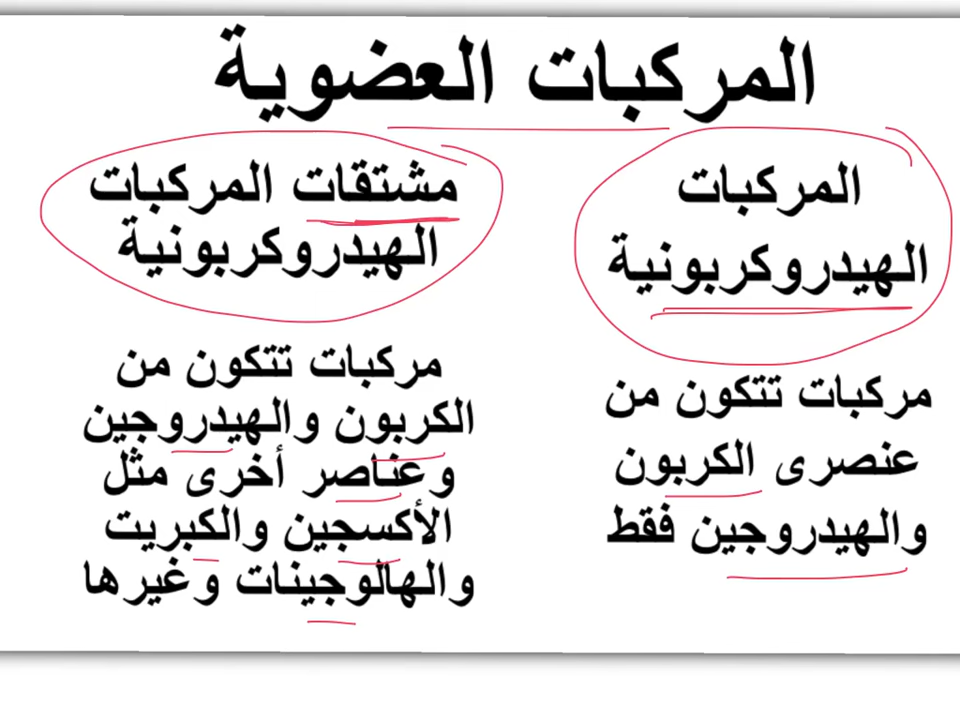 المركبات العضوية
المركبات
الهيدروكربونية
مركبات تتكون من
عنصرى الكربون
والهيدروجين فقط
مشتقات المركبات
الهيدروكربونية
مركبات تتكون من
الكربون والهيدروجين
وعناصر أخرى مثل
الأكسجين والكبريت
والهالوجينات وغيرها